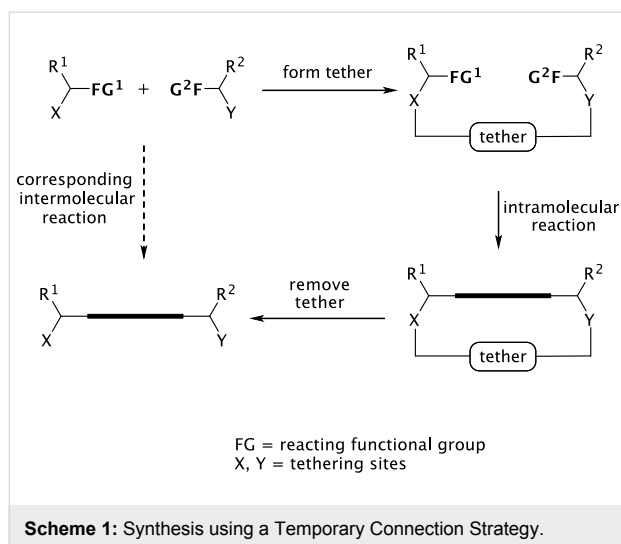 R¹ R² R¹ R²
FG¹ + G²F form tether FG¹ G²F
X Y X Y
tether
corresponding
intermolecular
reaction
intramolecular
reaction
R¹ R² remove
tether R¹ R²
X Y X Y
tether
FG = reacting functional group
X, Y = tethering sites
Scheme 1: Synthesis using a Temporary Connection Strategy.